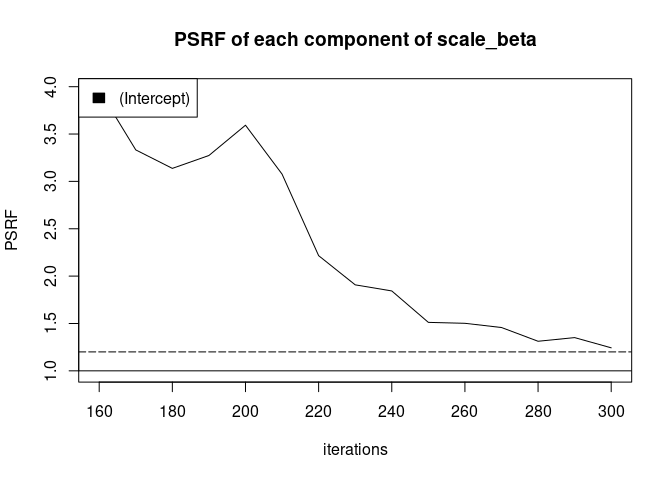 PSRF of each component of scale_beta
(Intercept)
4.0
3.5
3.0
2.5
2.0
1.5
1.0
PSRF
160 180 200 220 240 260 280 300
iterations